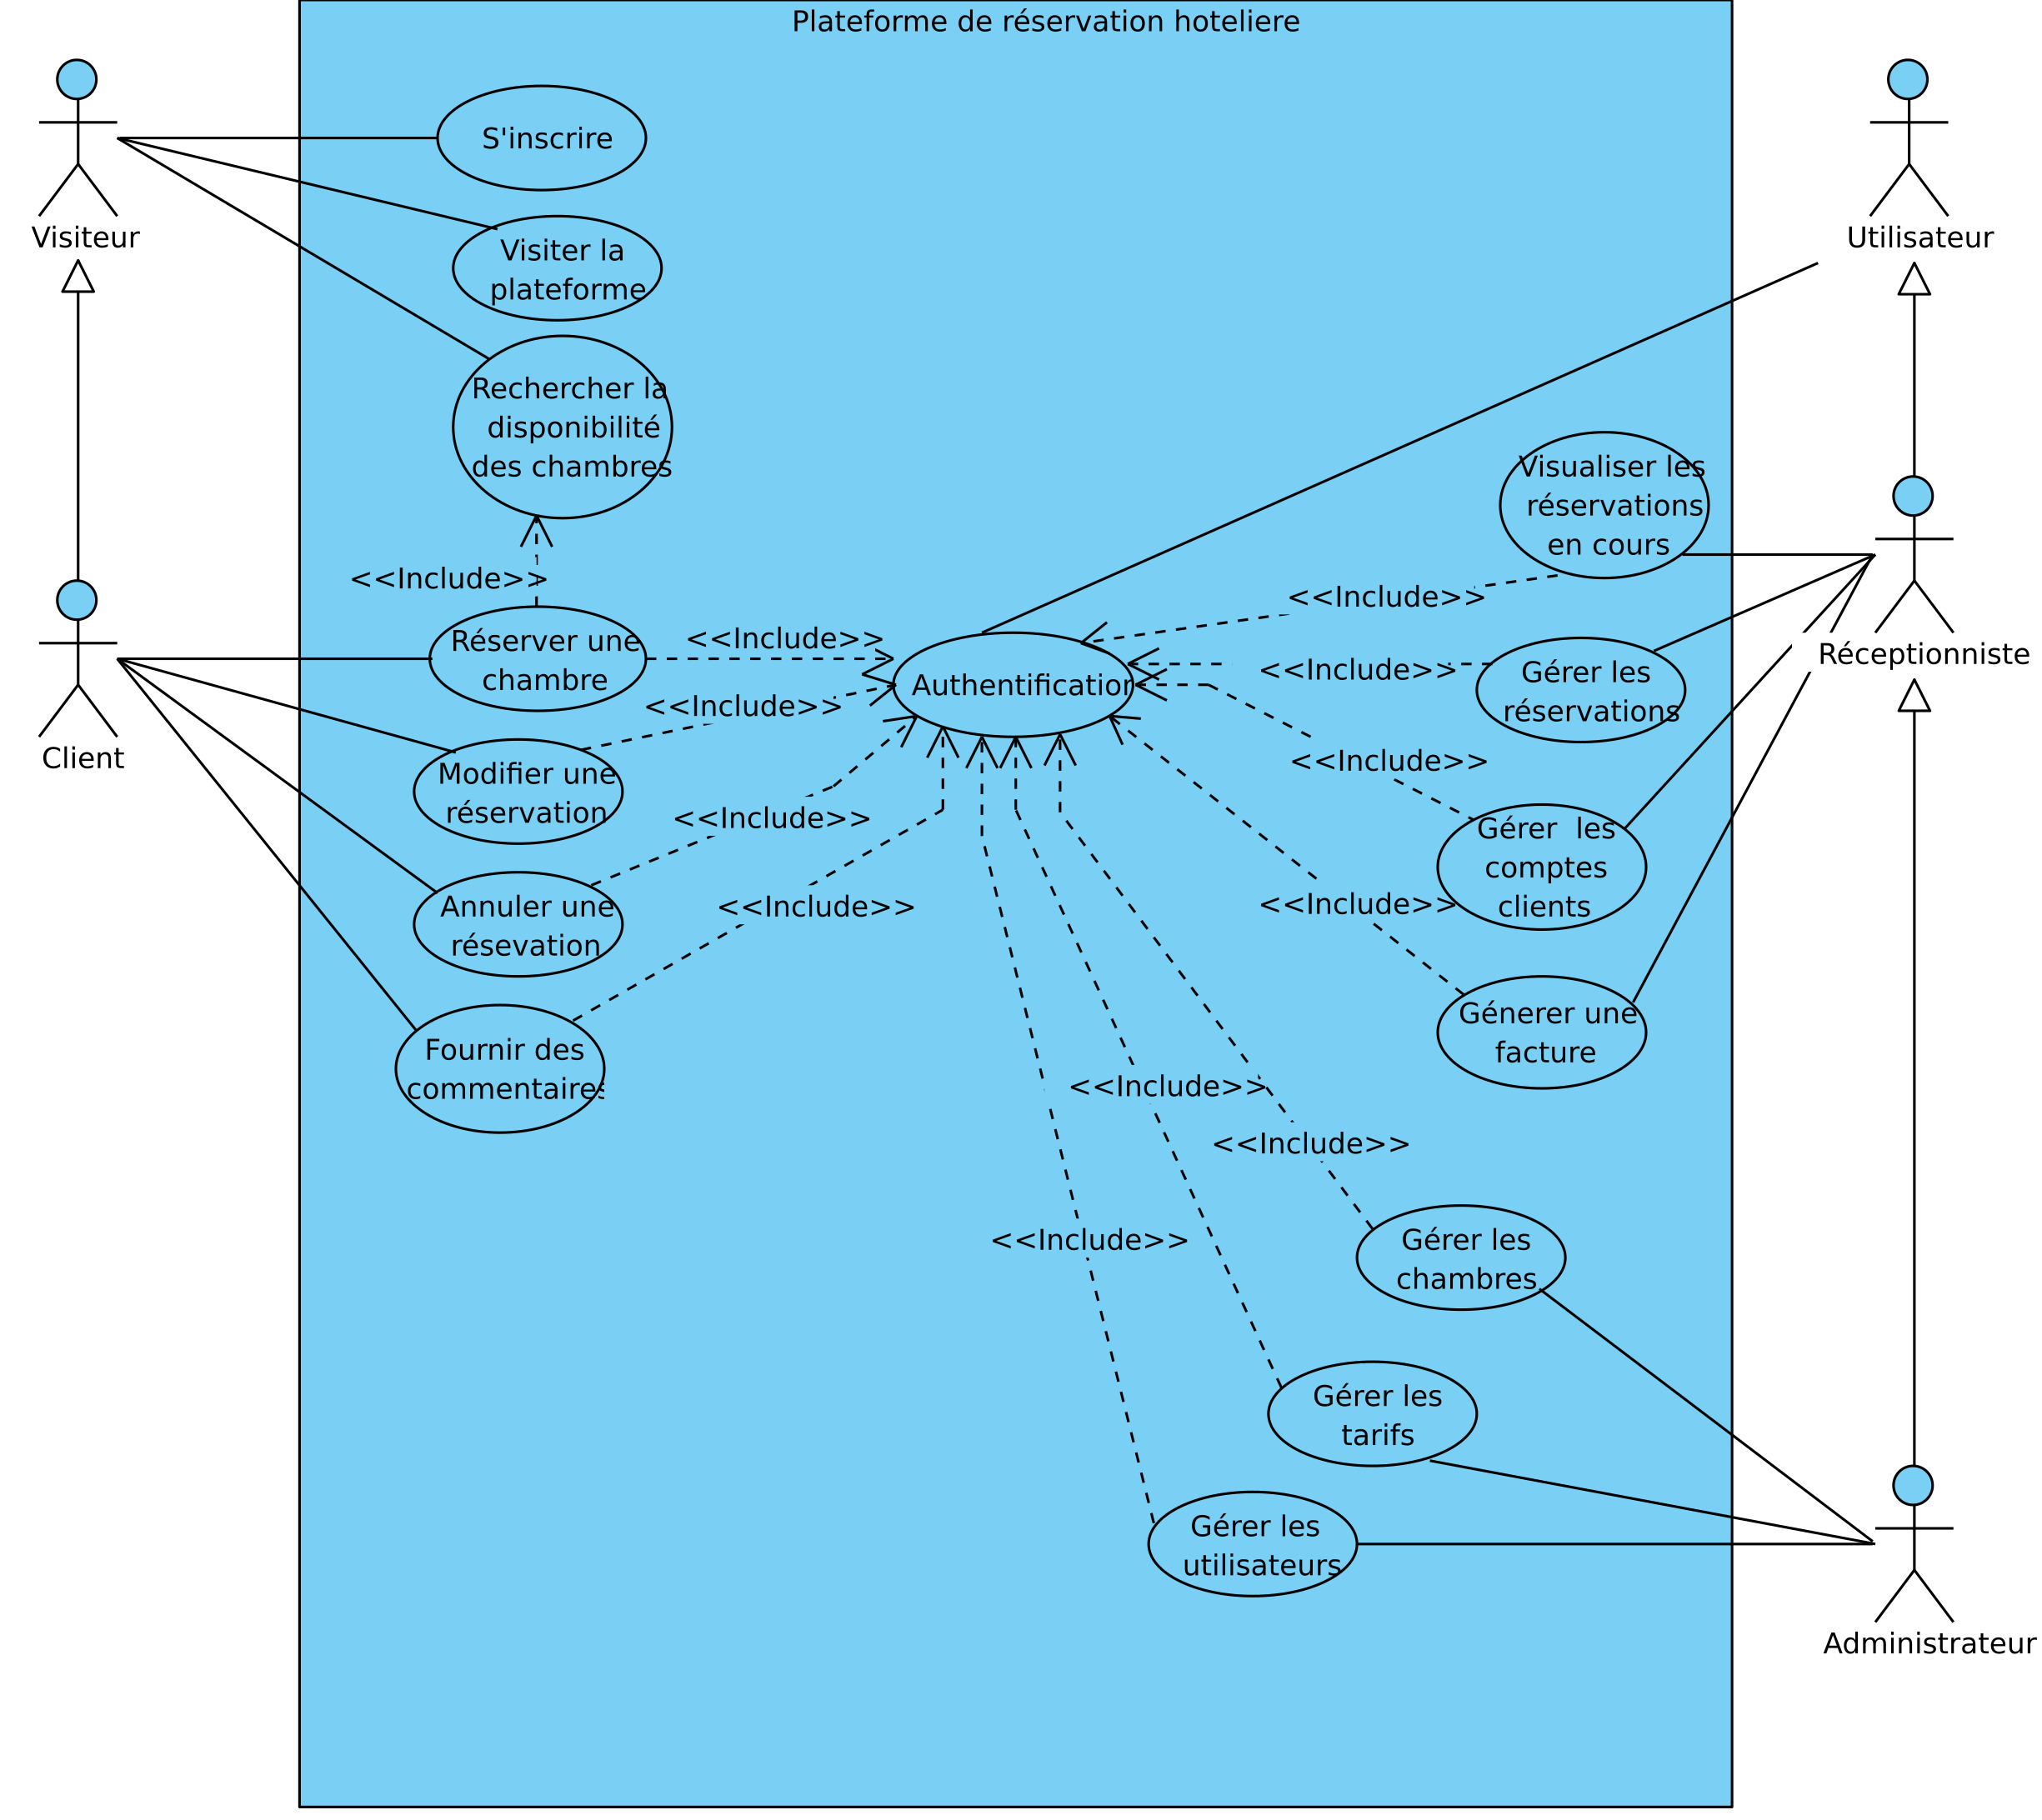 Plateforme de réservation hoteliere
S'inscrire
Visiteur
Utilisateur
Visiter la
plateforme
Rechercher la
disponibilité
des chambres
Visualiser les
réservations
en cours
<<Include>>
<<Include>>
Réserver une
chambre
<<Include>>
Authentification
<<Include>>
Gérer les
réservations
Réceptionniste
<<Include>>
Client
Modifier une
réservation
<<Include>>
<<Include>>
Gérer  les
comptes
clients
Annuler une
résevation
<<Include>>
<<Include>>
Génerer une
facture
Fournir des
commentaires
<<Include>>
<<Include>>
<<Include>>
Gérer les
chambres
Gérer les
tarifs
Gérer les
utilisateurs
Administrateur